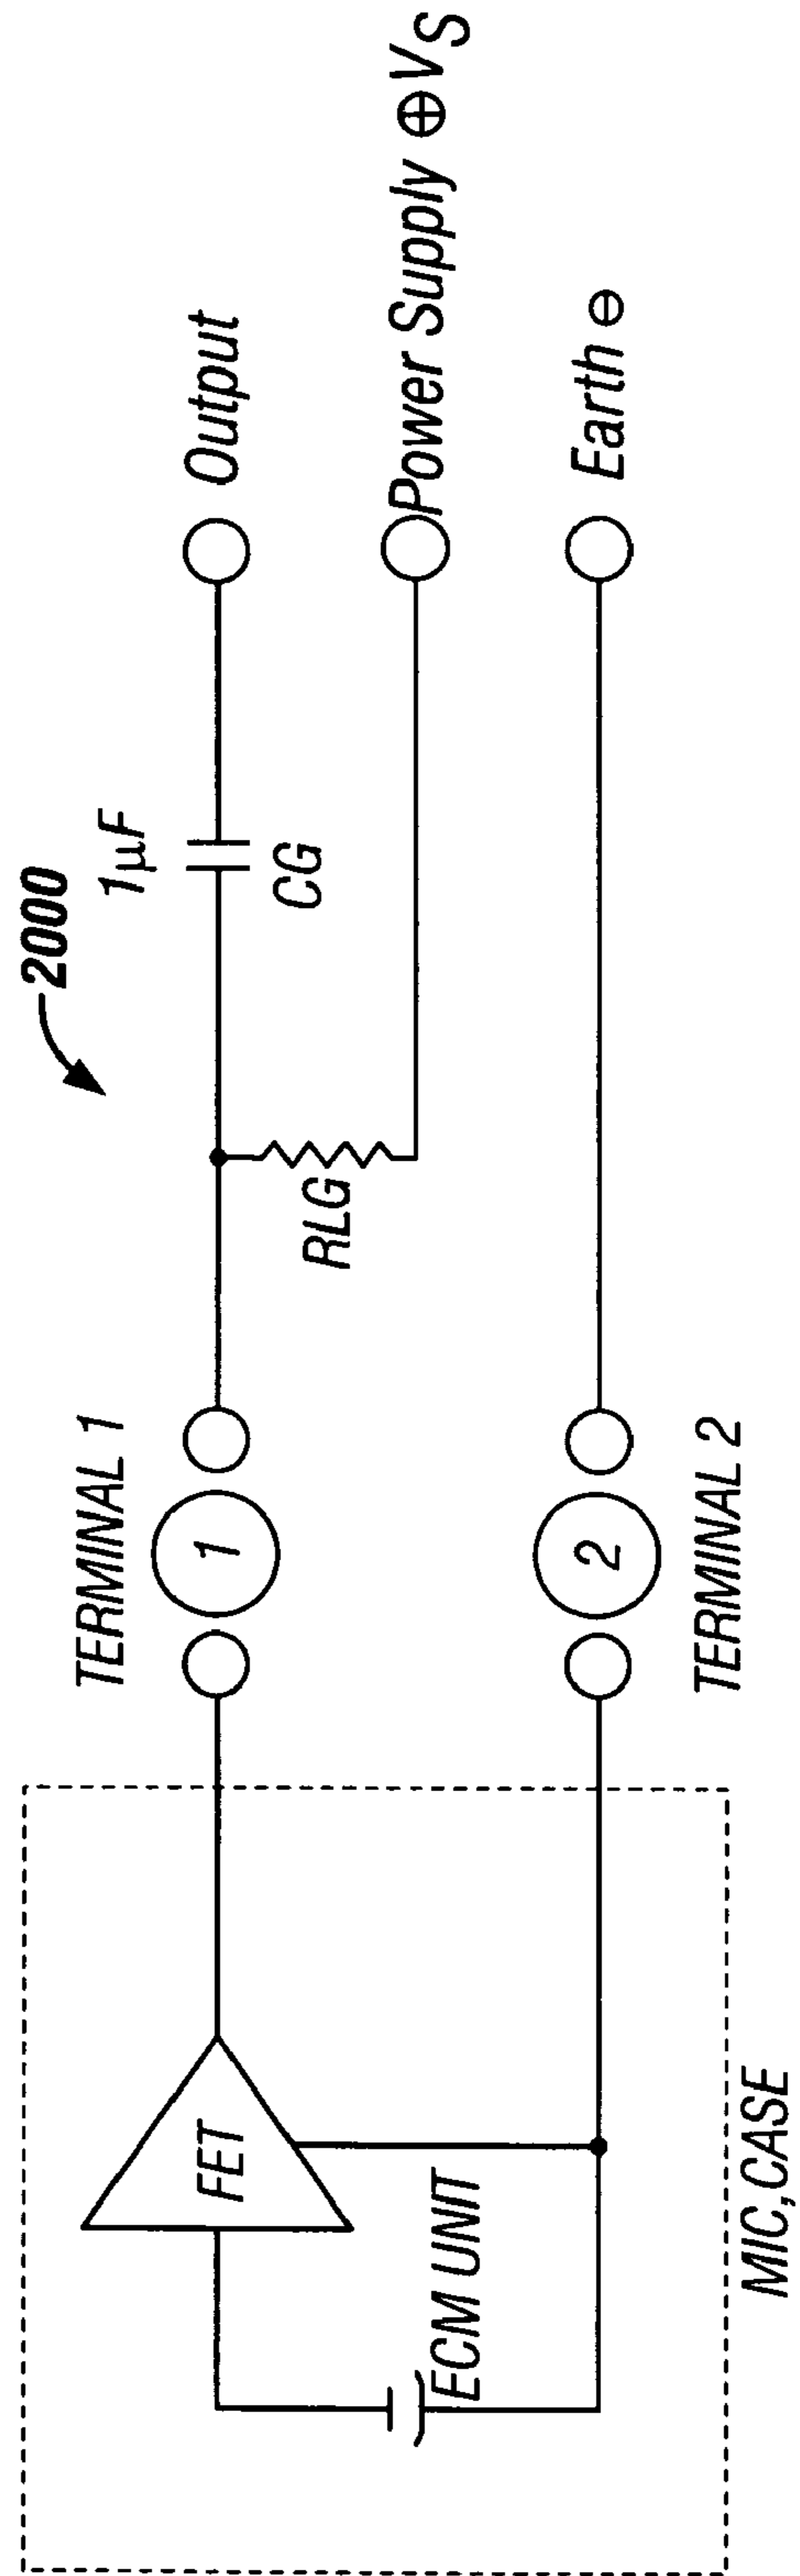 2000
TERMINAL 1
1
1μF
CG
Output
RLG
Power Supply ⊕VS
FET
ECM UNIT
2
TERMINAL 2
Earth ⊖
MIC,CASE